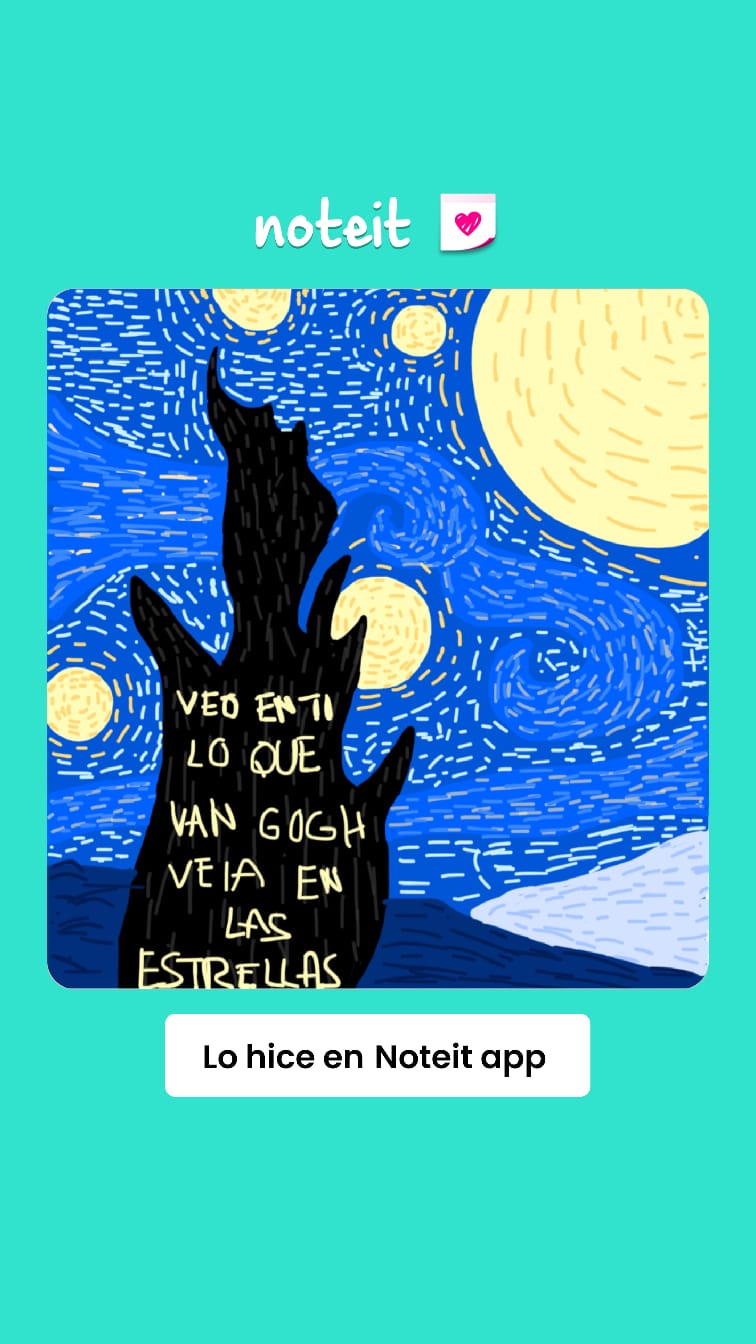 noteit
VEO EN TI
LO QUE
VAN GOGH
VEIA EN
LAS
ESTRELLAS
Lo hice en Noteit app